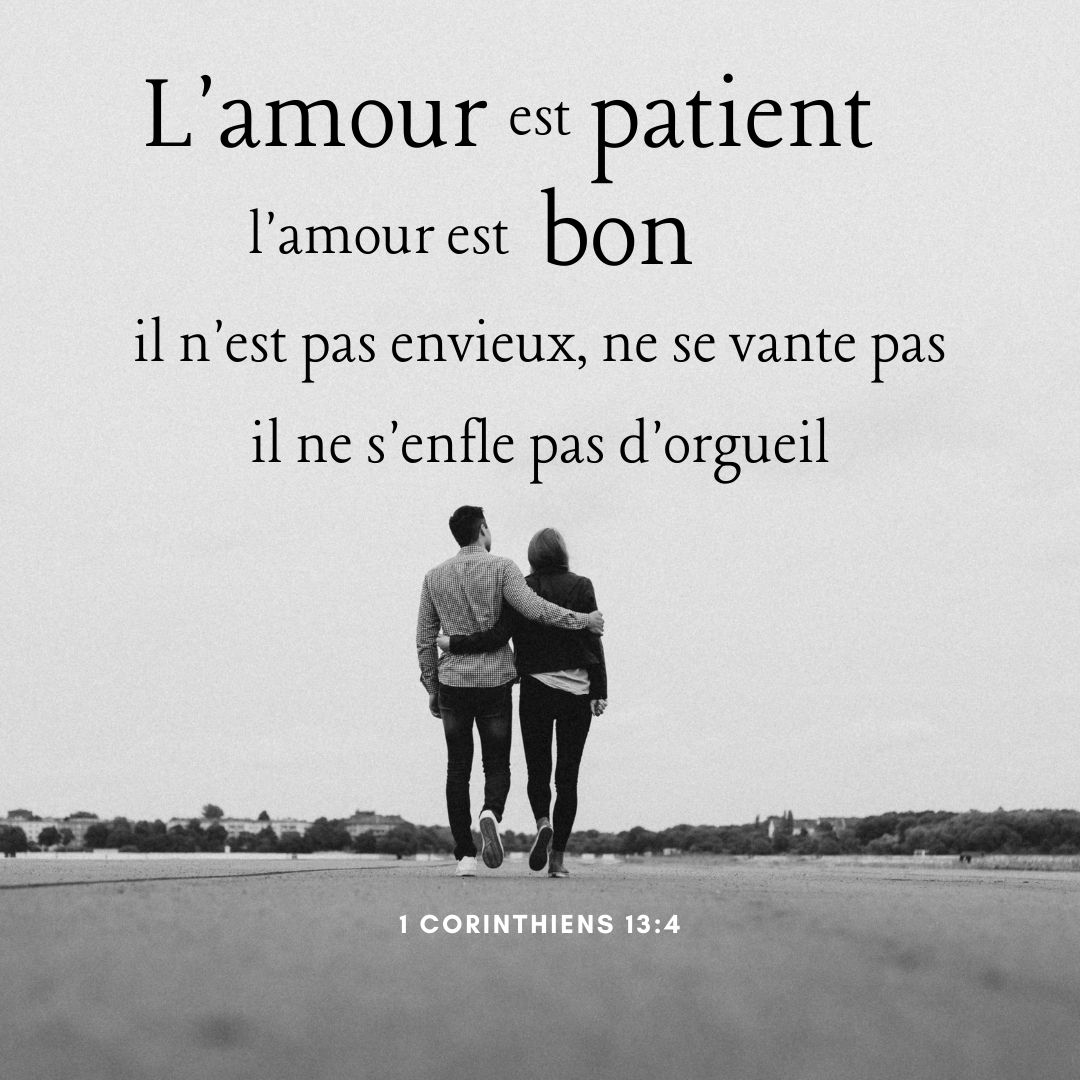 L'amour est patient
l'amour est bon
il n'est pas envieux, ne se vante pas
il ne s'enfle pas d'orgueil
1 CORINTHIENS 13:4